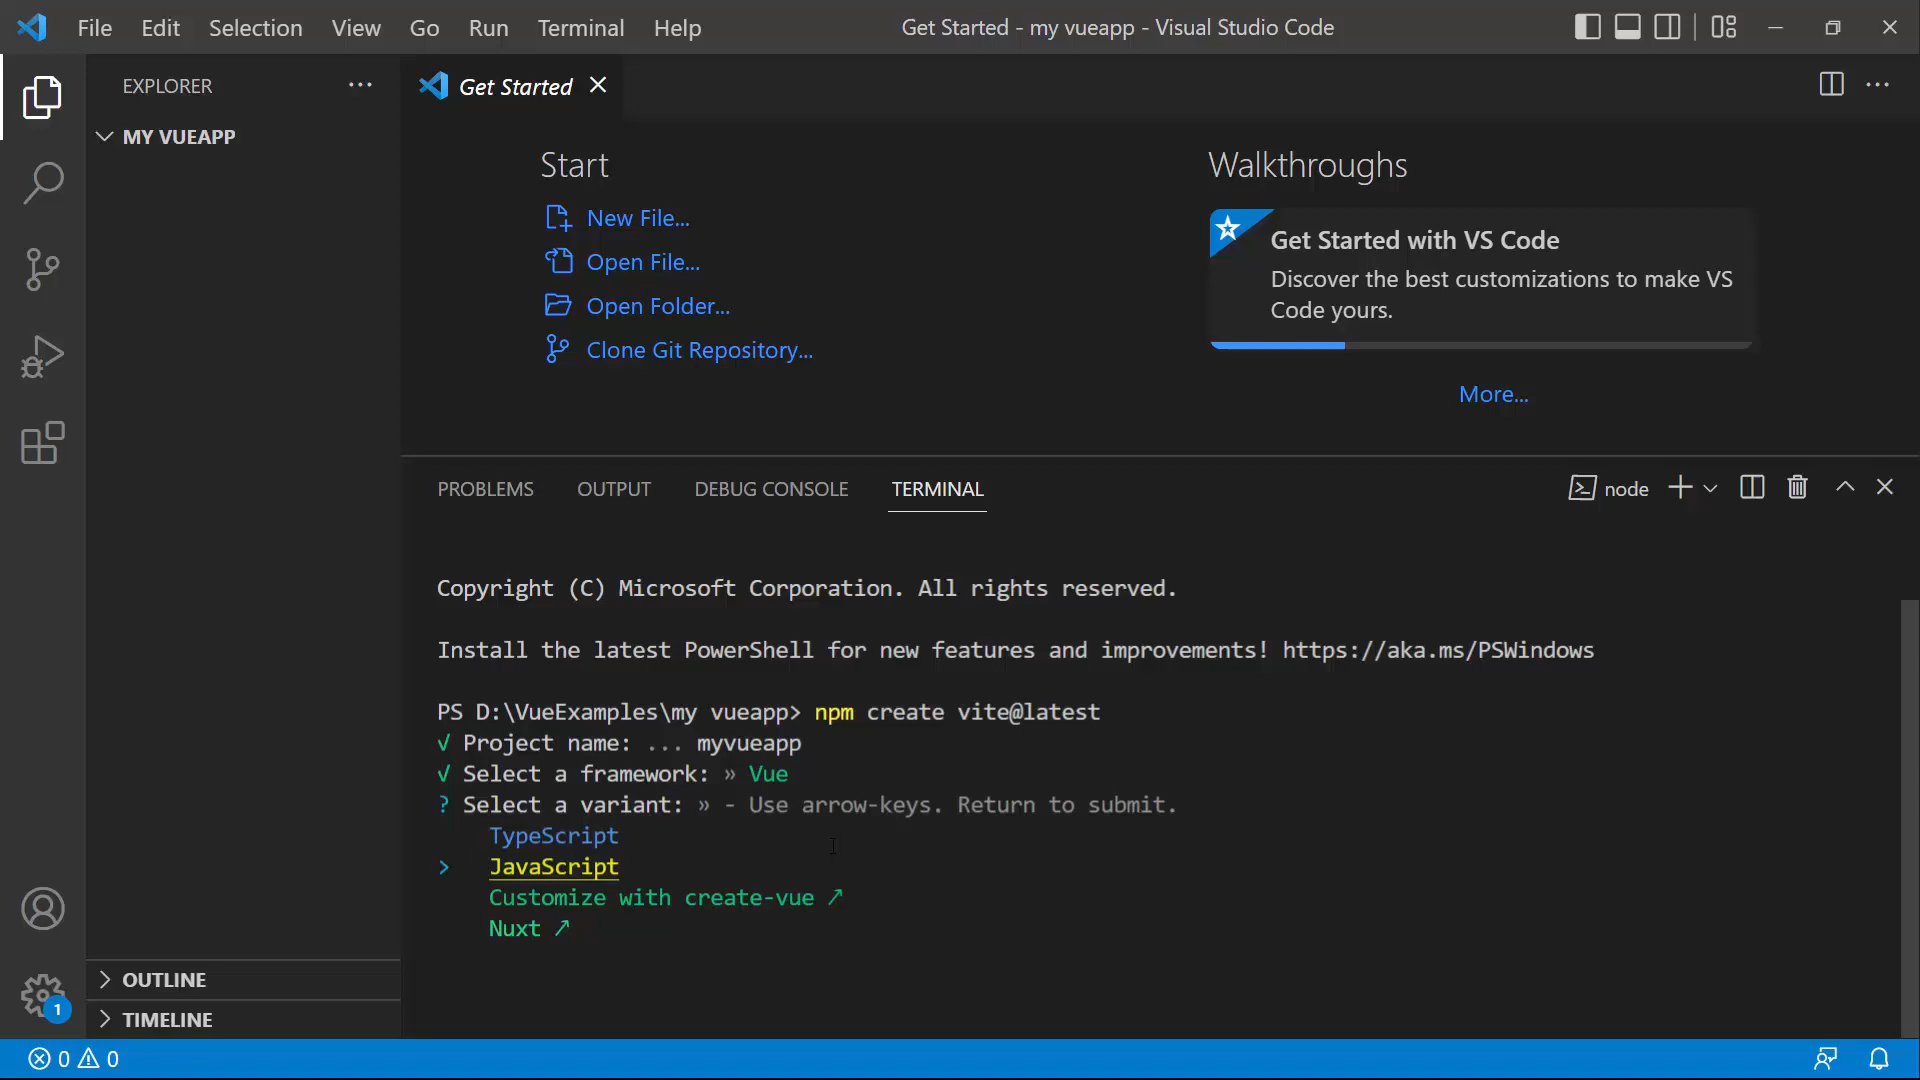 File Edit Selection View Go Run Terminal Help
Get Started - my vueapp - Visual Studio Code
EXPLORER
MY VUEAPP
OUTLINE
TIMELINE
Get Started
Start
New File...
Open File...
Open Folder...
Clone Git Repository...
Walkthroughs
Get Started with VS Code
Discover the best customizations to make VS
Code yours.
More...
PROBLEMS OUTPUT DEBUG CONSOLE TERMINAL
node
Copyright (C) Microsoft Corporation. All rights reserved.
Install the latest PowerShell for new features and improvements! https://aka.ms/PSWindows
PS D:\VueExamples\my vueapp> npm create vite@latest
√ Project name: ... myvueapp
√ Select a framework: » Vue
? Select a variant: » - Use arrow-keys. Return to submit.
TypeScript
> JavaScript
Customize with create-vue ↗
Nuxt ↗
1
0 0